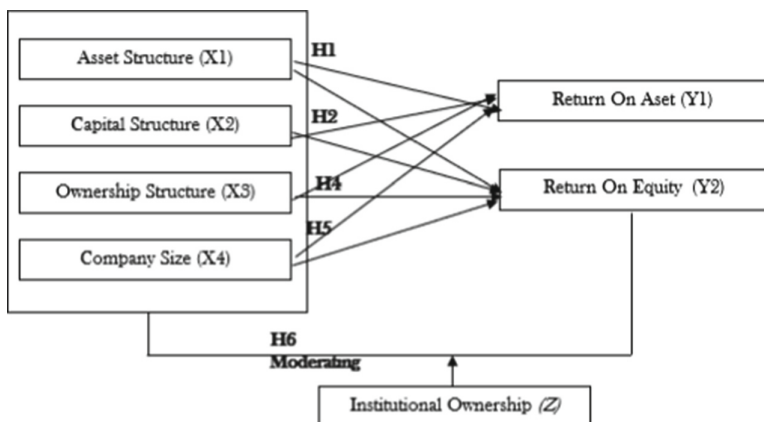 Asset Structure (X1)
Capital Structure (X2)
Ownership Structure (X3)
Company Size (X4)
H1
H2
H4
H5
Return On Aset (Y1)
Return On Equity (Y2)
H6
Moderating
Institutional Ownership (Z)